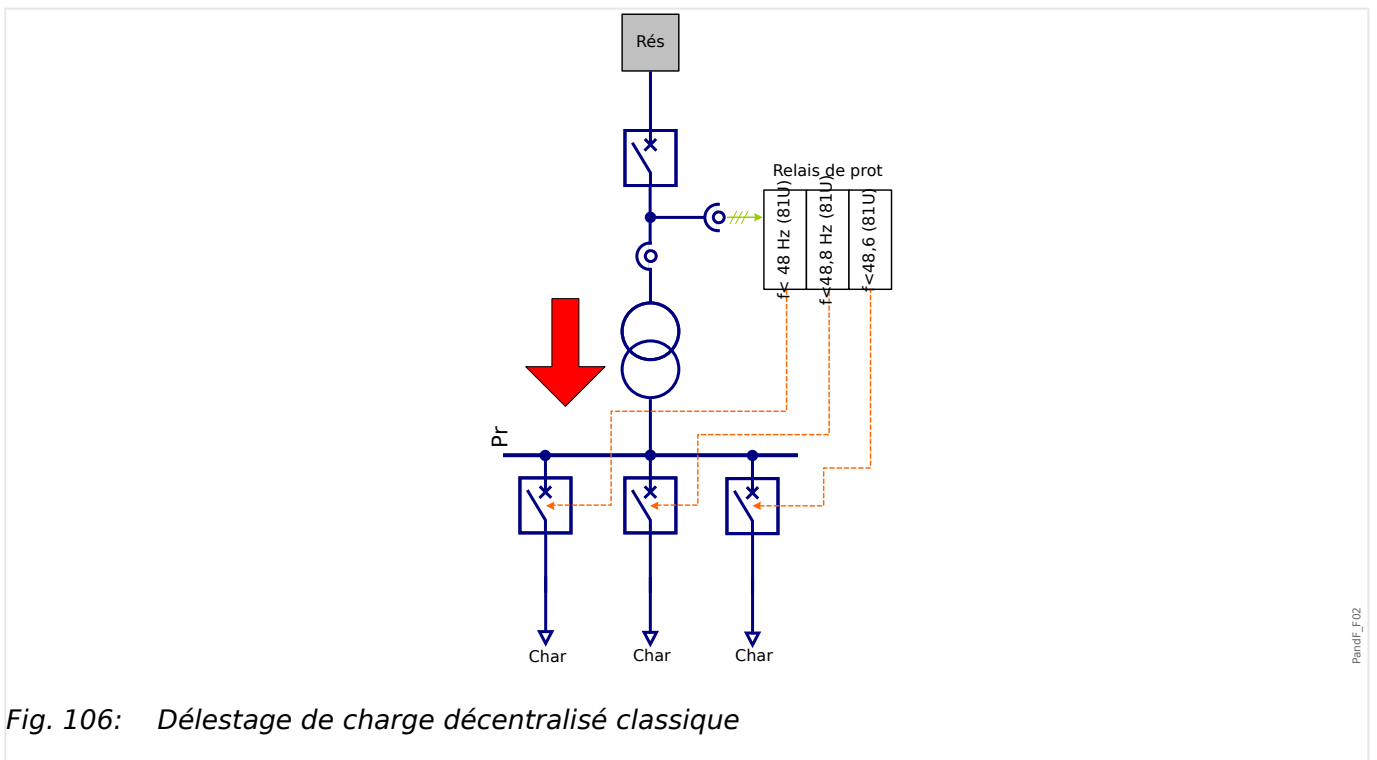 Rés
Relais de prot
f< 48 Hz (81U)
f<48,8 Hz (81U)
f<48,6 (81U)
Pr
Char
Char
Char
PandF_F02
Fig. 106: Délestage de charge décentralisé classique